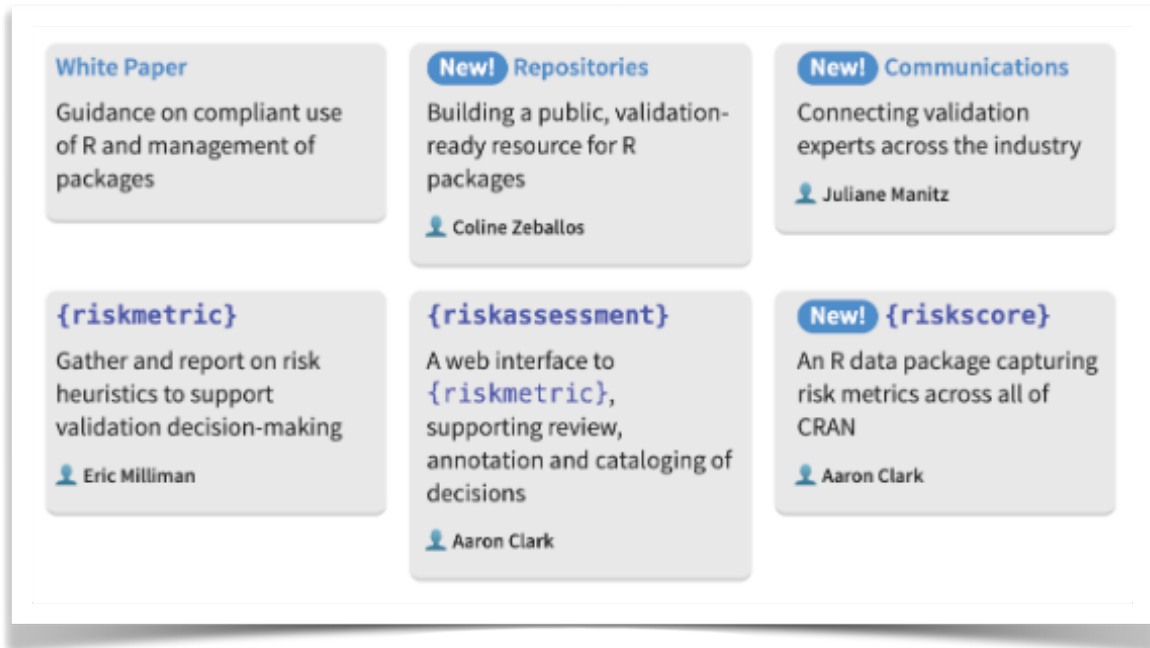 White Paper
Guidance on compliant use
of R and management of
packages
New! Repositories
Building a public, validation-
ready resource for R
packages
Coline Zeballos
New! Communications
Connecting validation
experts across the industry
Juliane Manitz
{riskmetric}
Gather and report on risk
heuristics to support
validation decision-making
Eric Milliman
{riskassessment}
A web interface to
{riskmetric},
supporting review,
annotation and cataloging of
decisions
Aaron Clark
New! {riskscore}
An R data package capturing
risk metrics across all of
CRAN
Aaron Clark